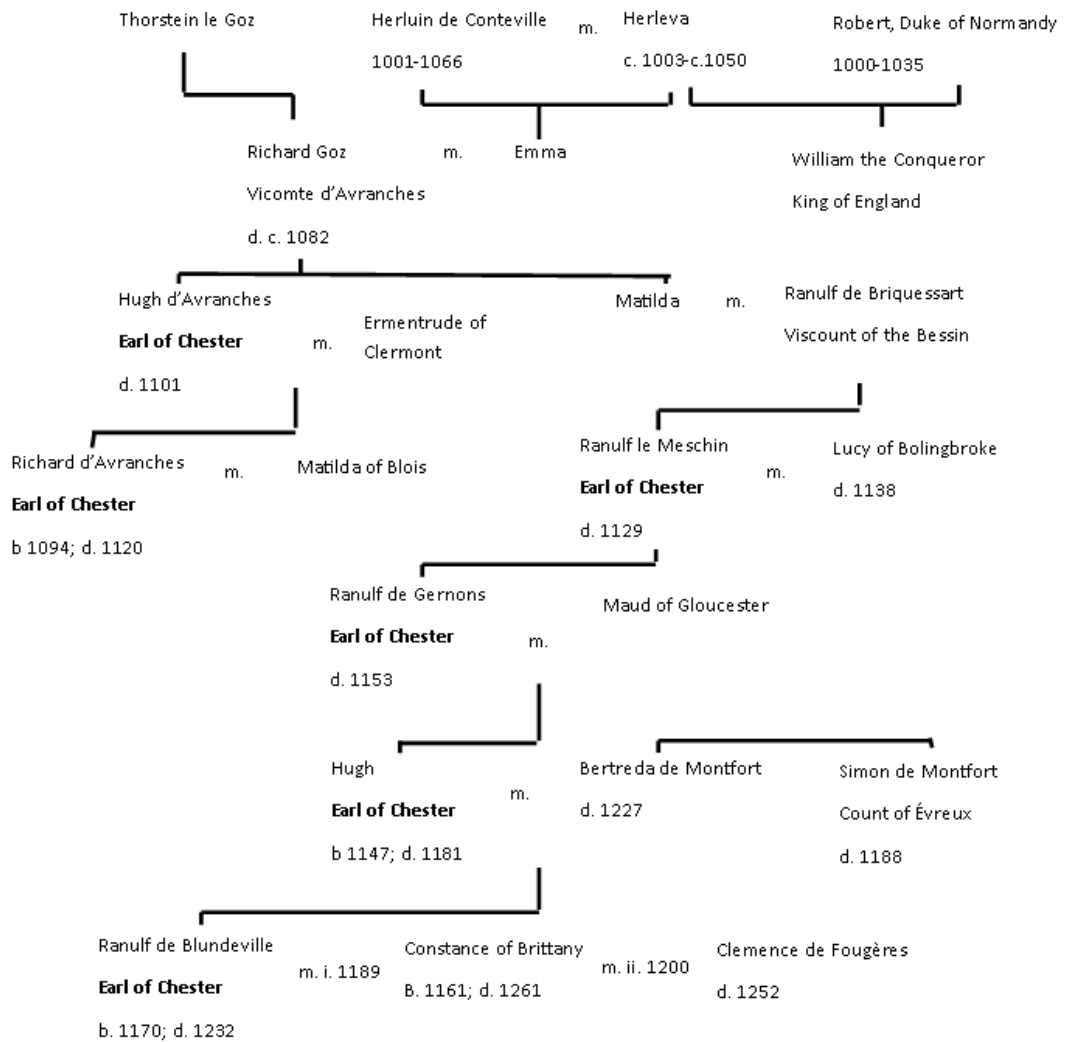 Thorstein le Goz
Herluin de Conteville
m.
Herleva
Robert, Duke of Normandy
1001-1066
c. 1003-c.1050
1000-1035
Richard Goz
m.
Emma
William the Conqueror
Vicomte d’Avranches
King of England
d. c. 1082
Hugh d’Avranches
Matilda
m.
Ranulf de Briquessart
Earl of Chester
m.
Ermentrude of
Clermont
Viscount of the Bessin
d. 1101
Richard d’Avranches
m.
Matilda of Blois
Ranulf le Meschin
m.
Lucy of Bolingbroke
Earl of Chester
Earl of Chester
d. 1138
b 1094; d. 1120
d. 1129
Ranulf de Gernons
Maud of Gloucester
Earl of Chester
m.
d. 1153
Hugh
m.
Bertreda de Montfort
Simon de Montfort
Earl of Chester
d. 1227
Count of Évreux
b 1147; d. 1181
d. 1188
Ranulf de Blundeville
m. i. 1189
Constance of Brittany
m. ii. 1200
Clemence de Fougères
Earl of Chester
B. 1161; d. 1261
d. 1252
b. 1170; d. 1232